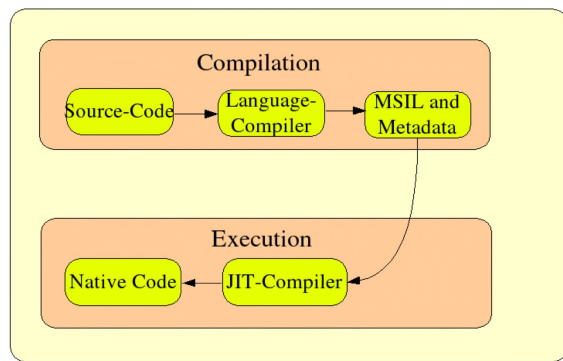 Compilation
Source-Code
Language-
Compiler
MSIL and
Metadata
Execution
Native Code
JIT-Compiler